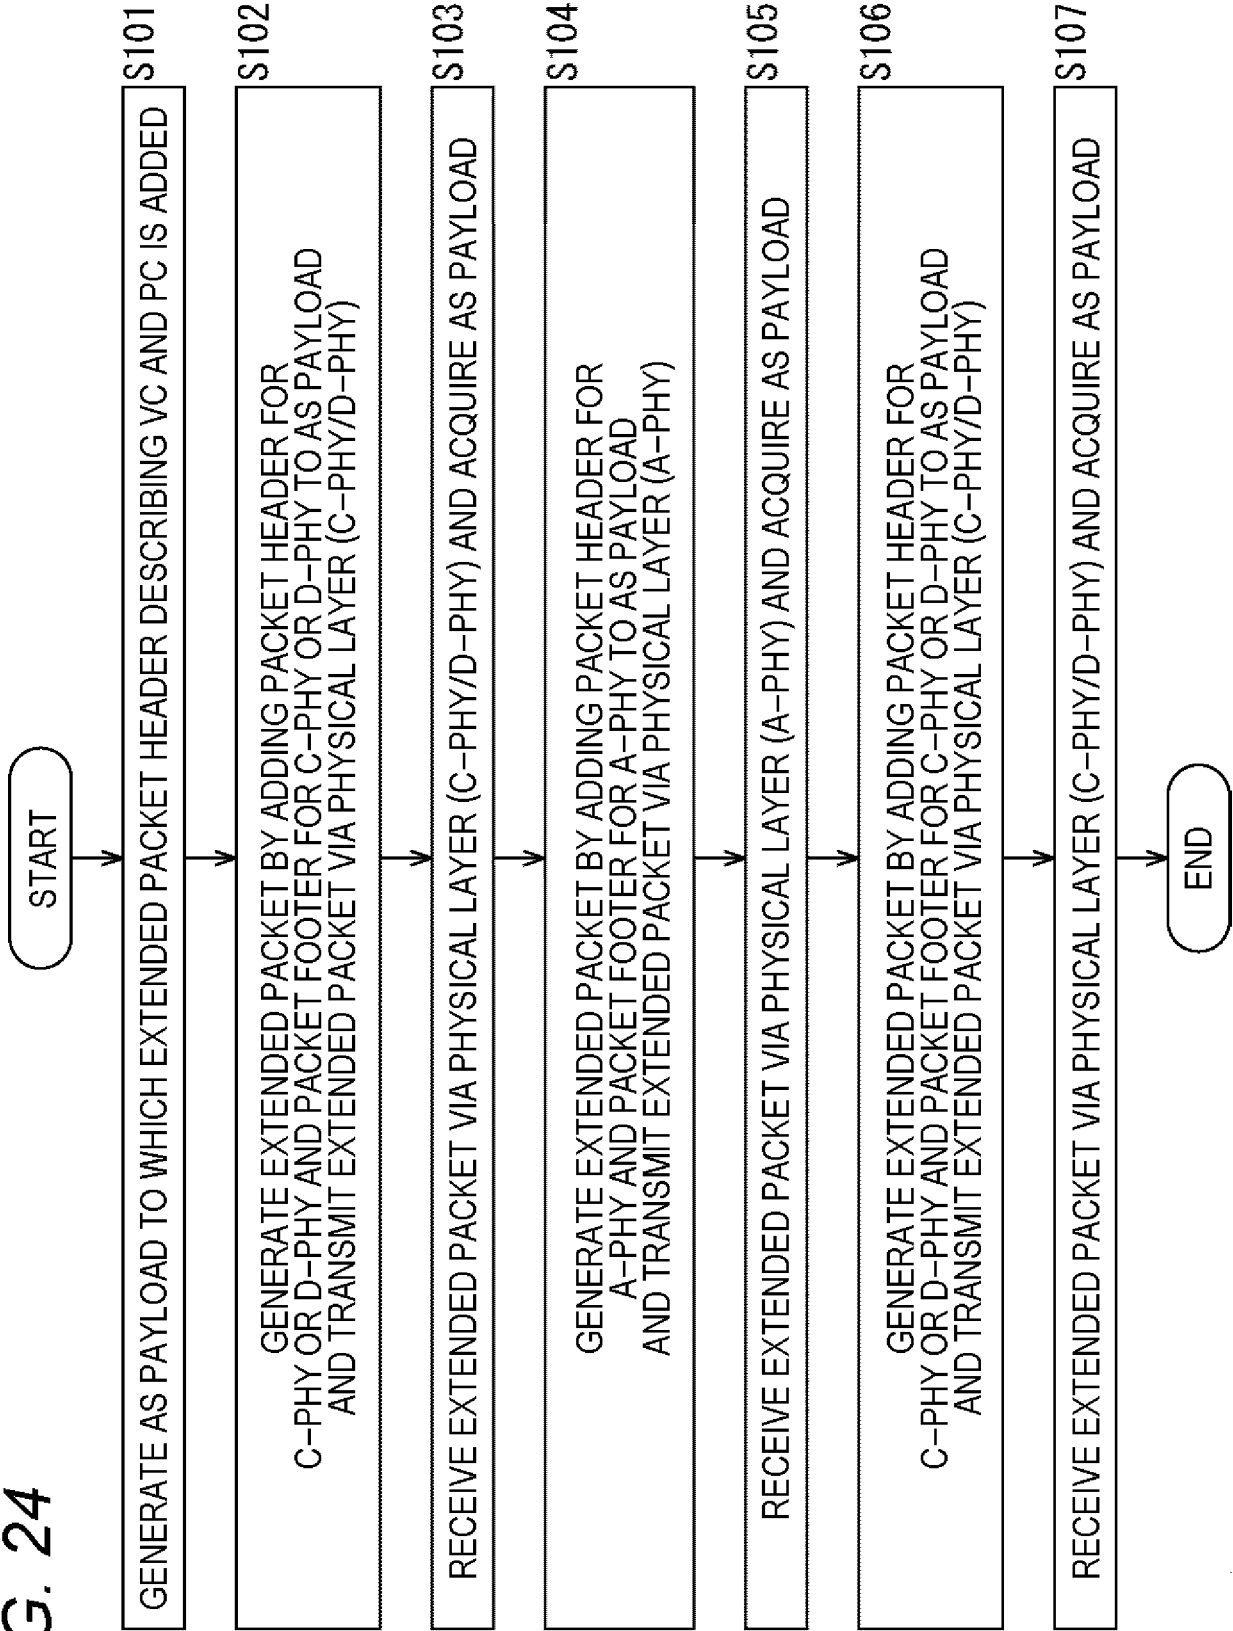 G. 24
START
GENERATE AS PAYLOAD TO WHICH EXTENDED PACKET HEADER DESCRIBING VC AND PC IS ADDED
S101
GENERATE EXTENDED PACKET BY ADDING PACKET HEADER FOR
C-PHY OR D-PHY AND PACKET FOOTER FOR C-PHY OR D-PHY TO AS PAYLOAD
AND TRANSMIT EXTENDED PACKET VIA PHYSICAL LAYER (C-PHY/D-PHY)
S102
RECEIVE EXTENDED PACKET VIA PHYSICAL LAYER (C-PHY/D-PHY) AND ACQUIRE AS PAYLOAD
S103
GENERATE EXTENDED PACKET BY ADDING PACKET HEADER FOR
A-PHY AND PACKET FOOTER FOR A-PHY TO AS PAYLOAD
AND TRANSMIT EXTENDED PACKET VIA PHYSICAL LAYER (A-PHY)
S104
RECEIVE EXTENDED PACKET VIA PHYSICAL LAYER (A-PHY) AND ACQUIRE AS PAYLOAD
S105
GENERATE EXTENDED PACKET BY ADDING PACKET HEADER FOR
C-PHY OR D-PHY AND PACKET FOOTER FOR C-PHY OR D-PHY TO AS PAYLOAD
AND TRANSMIT EXTENDED PACKET VIA PHYSICAL LAYER (C-PHY/D-PHY)
S106
RECEIVE EXTENDED PACKET VIA PHYSICAL LAYER (C-PHY/D-PHY) AND ACQUIRE AS PAYLOAD
S107
END